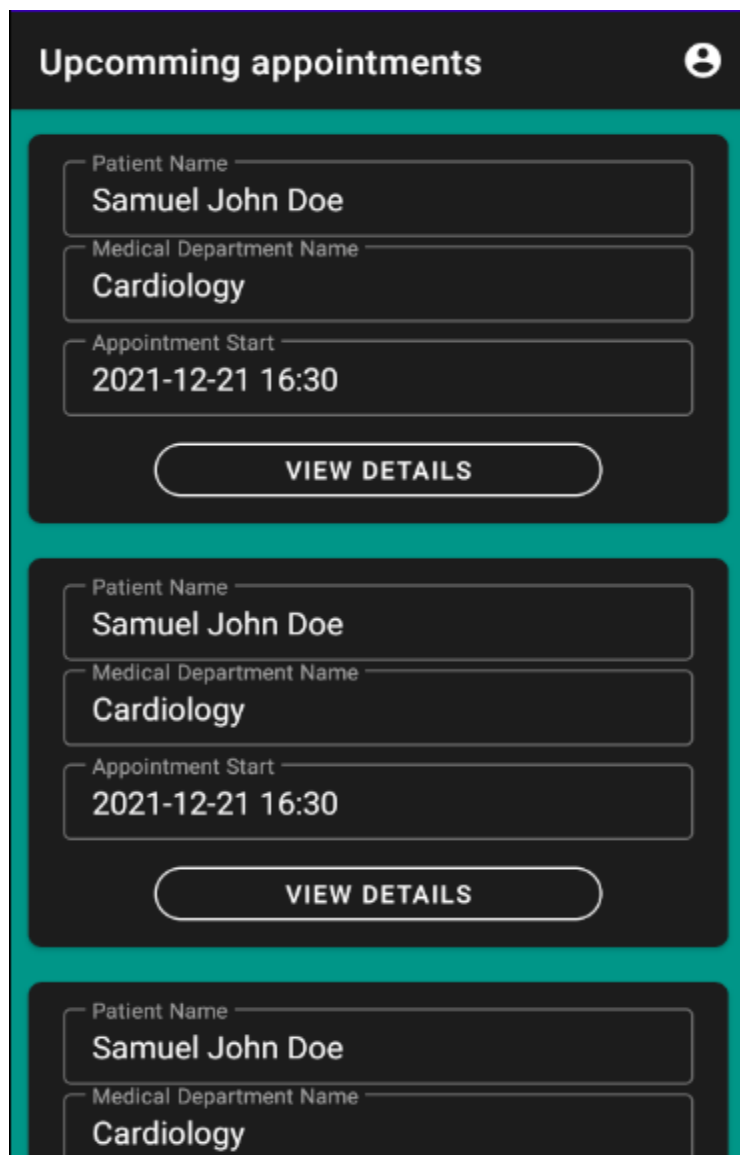 Upcomming appointments
Patient Name
Samuel John Doe
Medical Department Name
Cardiology
Appointment Start
2021-12-21 16:30
VIEW DETAILS
Patient Name
Samuel John Doe
Medical Department Name
Cardiology
Appointment Start
2021-12-21 16:30
VIEW DETAILS
Patient Name
Samuel John Doe
Medical Department Name
Cardiology